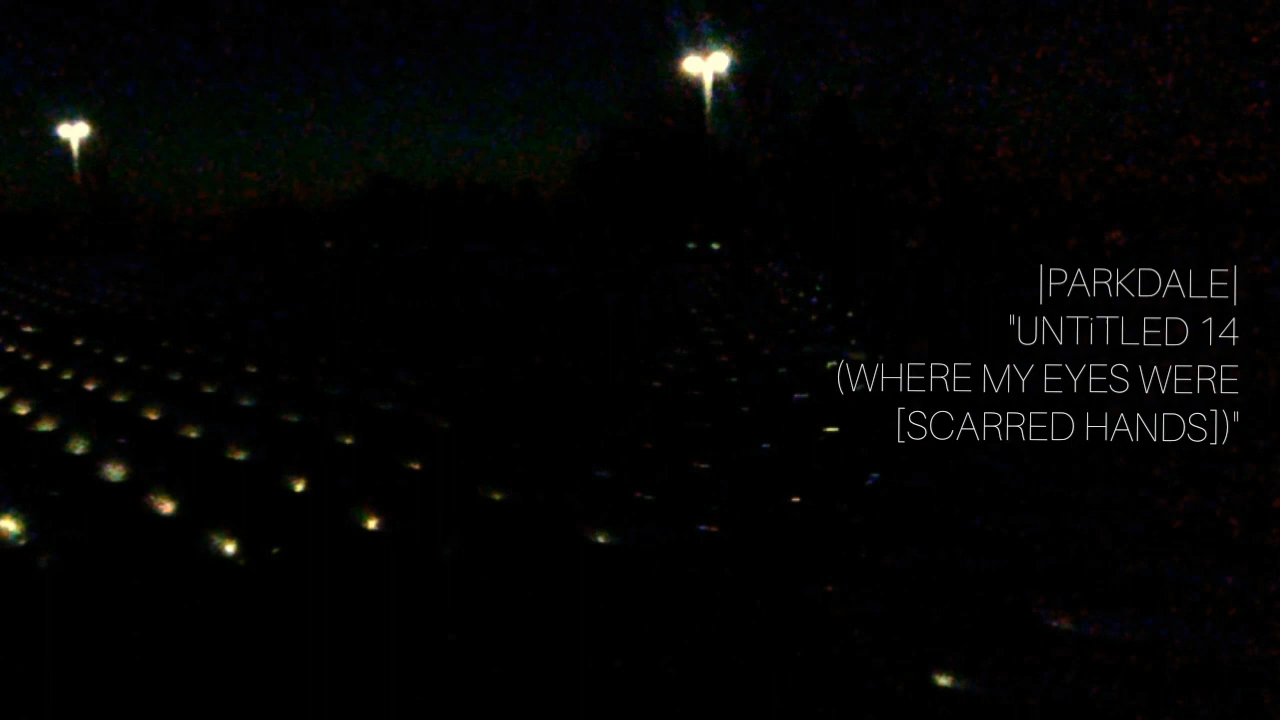 |PARKDALE|
"UNTiTLED 14
(WHERE MY EYES WERE
[SCARRED HANDS])"